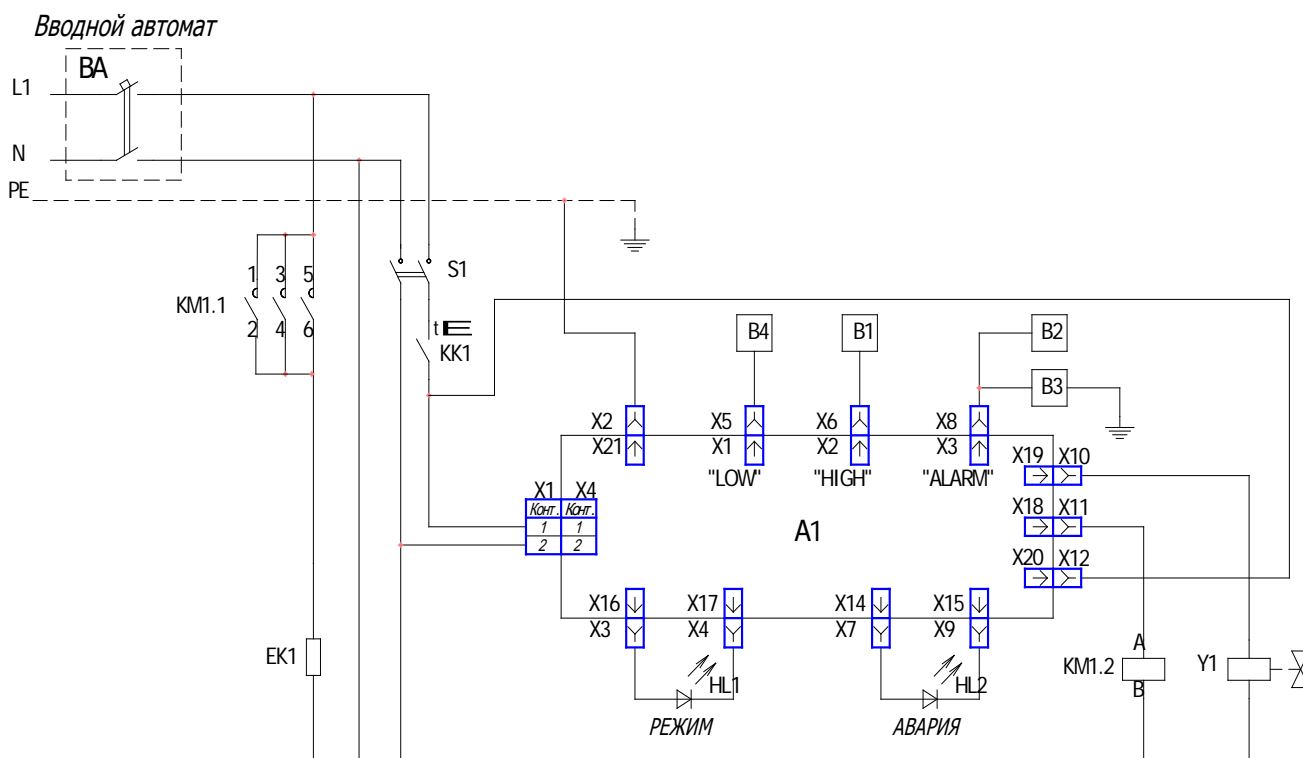 Вводной автомат
ВА
L1
N
PE
1 3 5
S1
KM1.1
2 4 6
t
KK1
B4 B1 B2
B3
X2 X5 X6 X8
X21 X1 X2 X3
"LOW" "HIGH" "ALARM"
X19 X10
X1 X4
Конт. Конт.
1 1
2 2
A1
X18 X11
X20 X12
X16 X17 X14 X15
X3 X4 X7 X9
EK1
HL1 HL2
A
KM1.2
B
Y1
РЕЖИМ АВАРИЯ